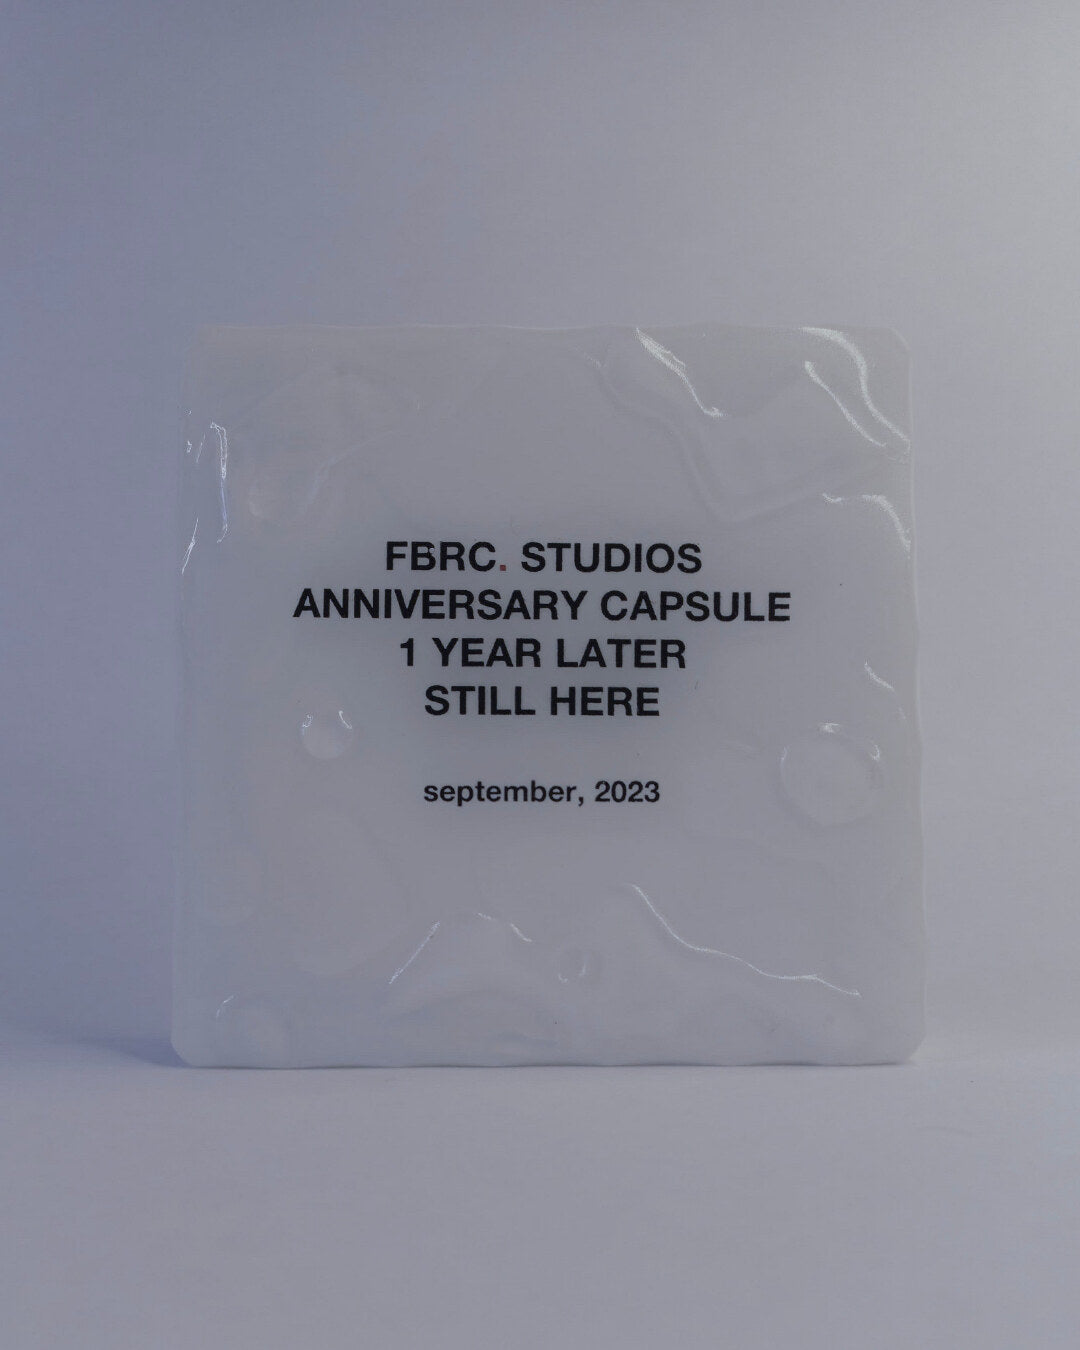 FBRC. STUDIOS
ANNIVERSARY CAPSULE
1 YEAR LATER
STILL HERE
september, 2023